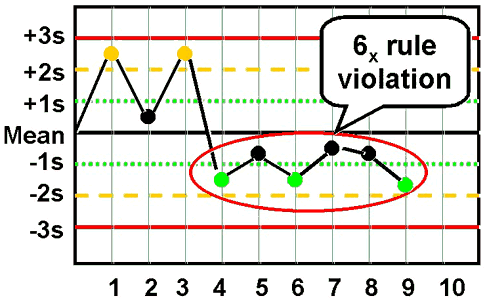 +3s
+2s
+1s
Mean
-1s
-2s
-3s
6x rule
violation
1 2 3 4 5 6 7 8 9 10